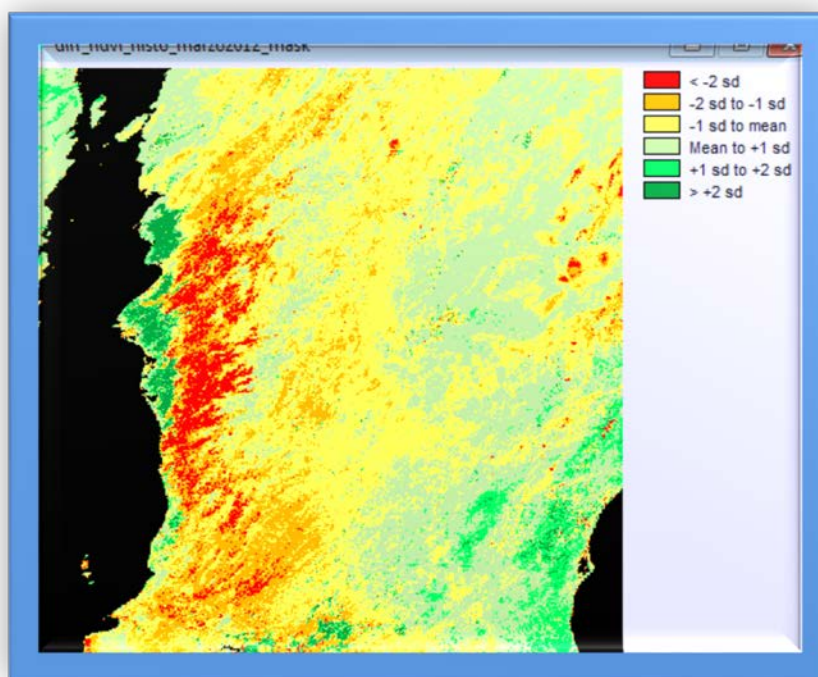 dif_ndvi_histo_marzo2012_mask
< -2 sd
-2 sd to -1 sd
-1 sd to mean
Mean to +1 sd
+1 sd to +2 sd
> +2 sd